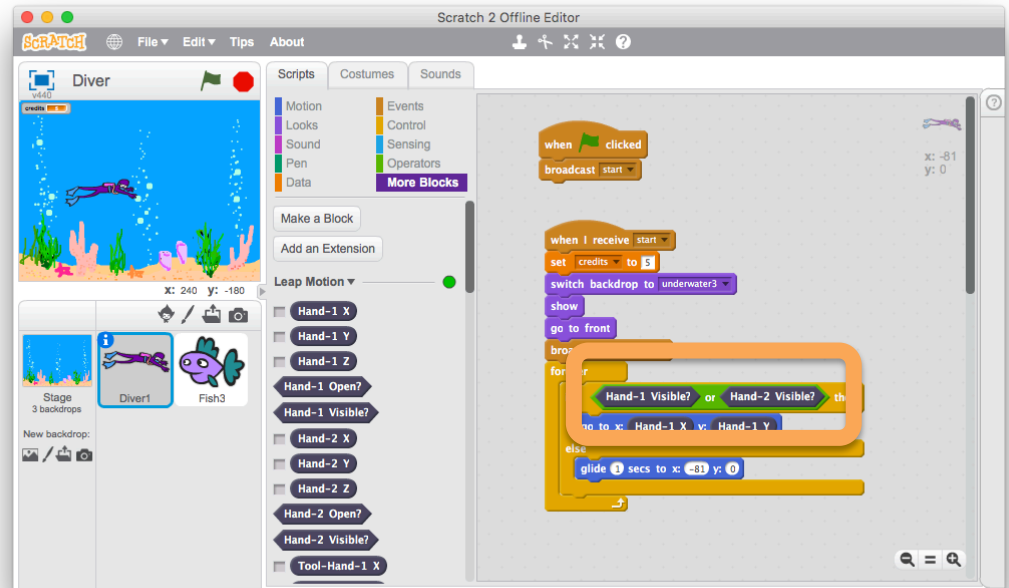 Scratch 2 Offline Editor
SCRATCH File Edit Tips About
v440
Diver
credits
x: 240 y: -180
Stage
3 backdrops
New backdrop:
Diver1
Fish3
Scripts Costumes Sounds
Motion Events
Looks Control
Sound Sensing
Pen Operators
Data More Blocks
Make a Block
Add an Extension
Leap Motion
Hand-1 X
Hand-1 Y
Hand-1 Z
Hand-1 Open?
Hand-1 Visible?
Hand-2 X
Hand-2 Y
Hand-2 Z
Hand-2 Open?
Hand-2 Visible?
Tool-Hand-1 X
when clicked
broadcast start
when I receive start
set credits to 5
switch backdrop to underwater3
show
go to front
Hand-1 Visible? or Hand-2 Visible?
go to x: Hand-1 X y: Hand-1 Y
else
glide 1 secs to x: -81 y: 0
x: -81
y: 0